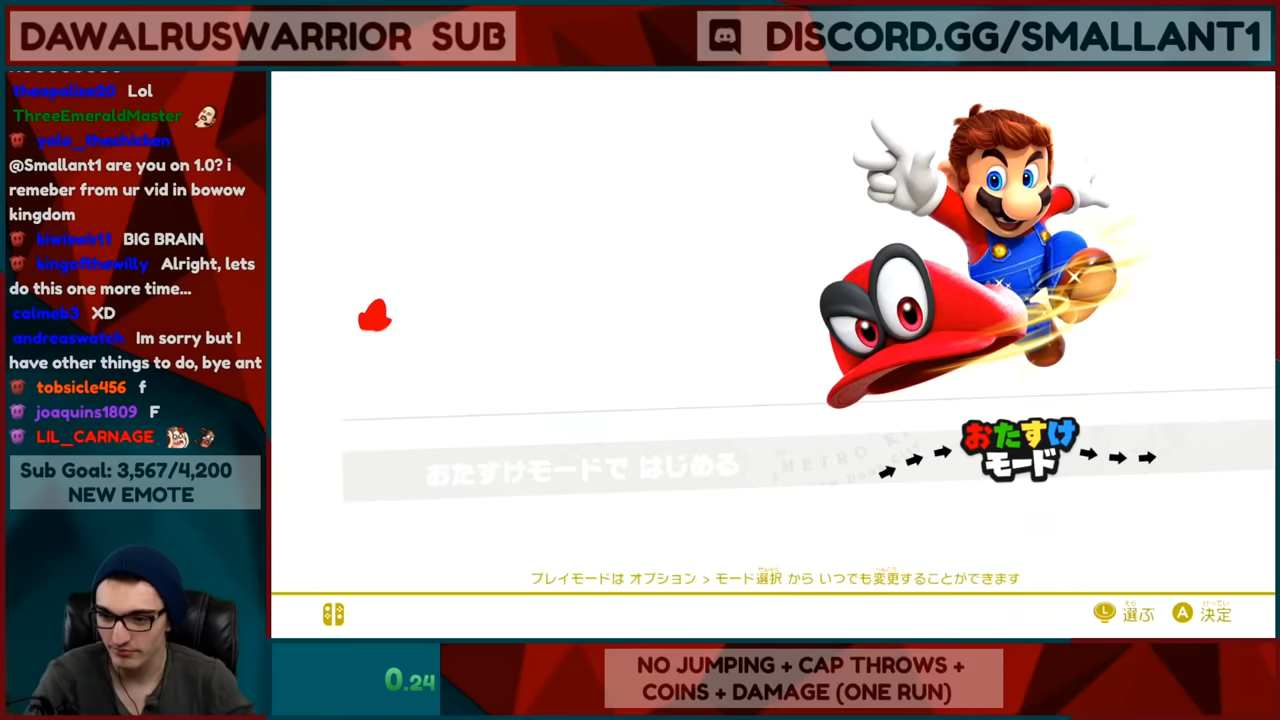 DAWALRUSWARRIOR SUB
DISCORD.GG/SMALLANT1
theopolise20 Lol
ThreeEmeraldMaster
yolo_thechicken
@Smallant1 are you on 1.0? i
remeber from ur vid in bowow
kingdom
kiwiswirl1 BIG BRAIN
kingofthewilly Alright, lets
do this one more time...
calmeb3 XD
andreaswatch Im sorry but I
have other things to do, bye ant
tobsicle456 f
joaquins1809 F
LIL_CARNAGE
Sub Goal: 3,567/4,200
NEW EMOTE
おたすけモードで はじめる
METRO
おたすけ
モード
プレイモードは オプション > モード選択 から いつでも変更することができます
L 選ぶ A 決定
0.24
NO JUMPING + CAP THROWS +
COINS + DAMAGE (ONE RUN)